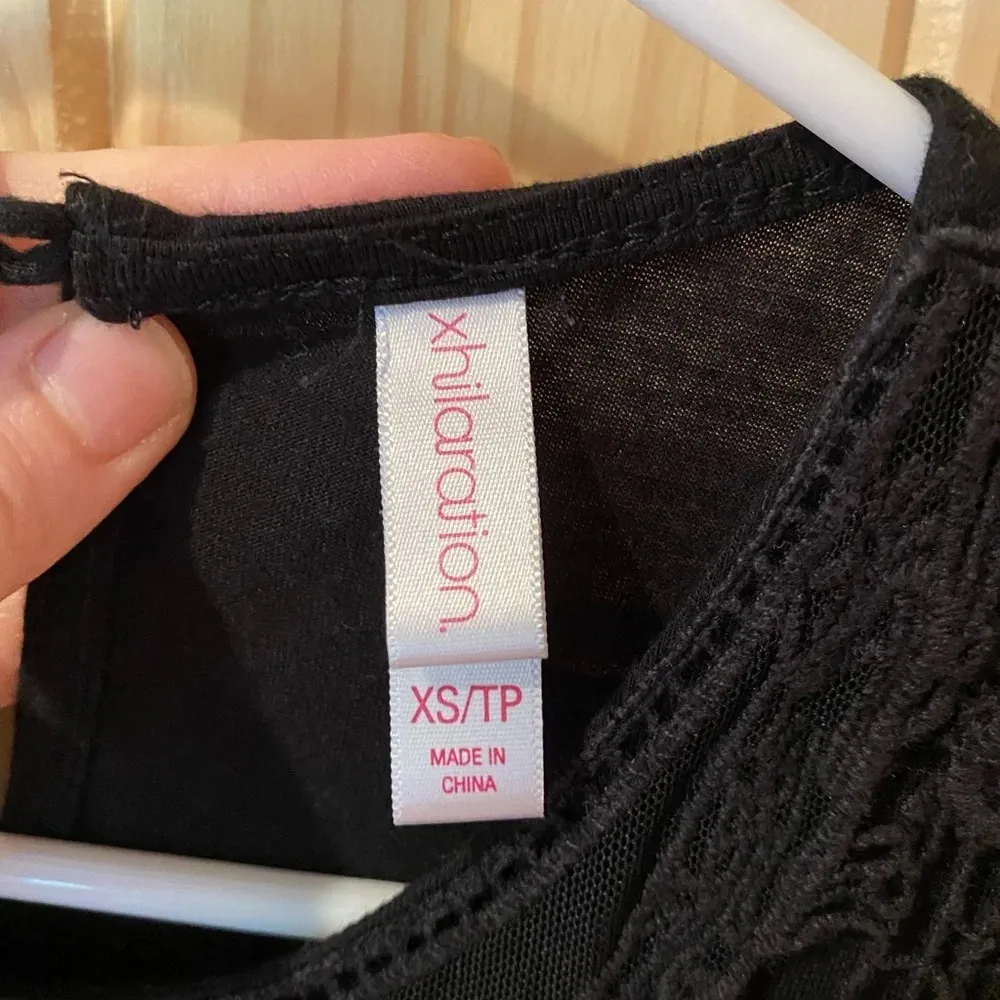 xhilaration.
XS/TP
MADE IN
CHINA